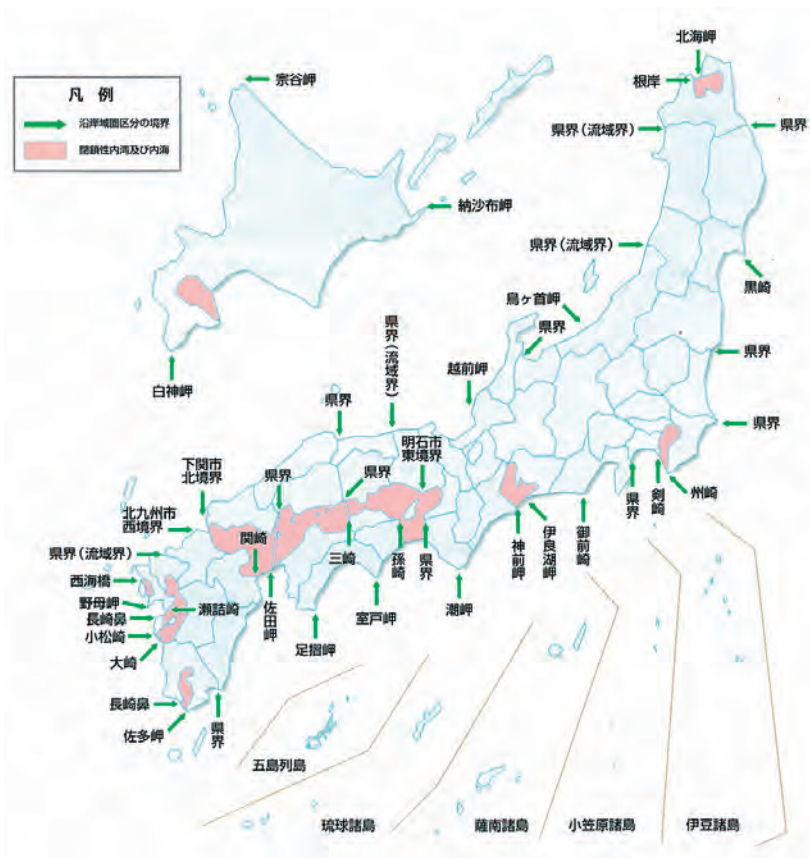 凡 例
沿岸域圏区分の境界
閉鎖性内湾及び内海
宗谷岬
納沙布岬
白神岬
北海岬
根岸
県界（流域界）
県界
県界（流域界）
黒崎
鳥ヶ首岬
県界
県界
越前岬
県界（流域界）
県界
県界
明石市
東境界
県界
県界
下関市
北境界
北九州市
西境界
県界（流域界）
関崎
西海橋
野母岬
瀬詰崎
長崎鼻
小松崎
大崎
長崎鼻
佐多岬
県界
佐田岬
足摺岬
三崎
室戸岬
孫崎
県界
潮岬
神前岬
伊良湖岬
御前崎
県界
剣崎
州崎
五島列島
琉球諸島
薩南諸島
小笠原諸島
伊豆諸島